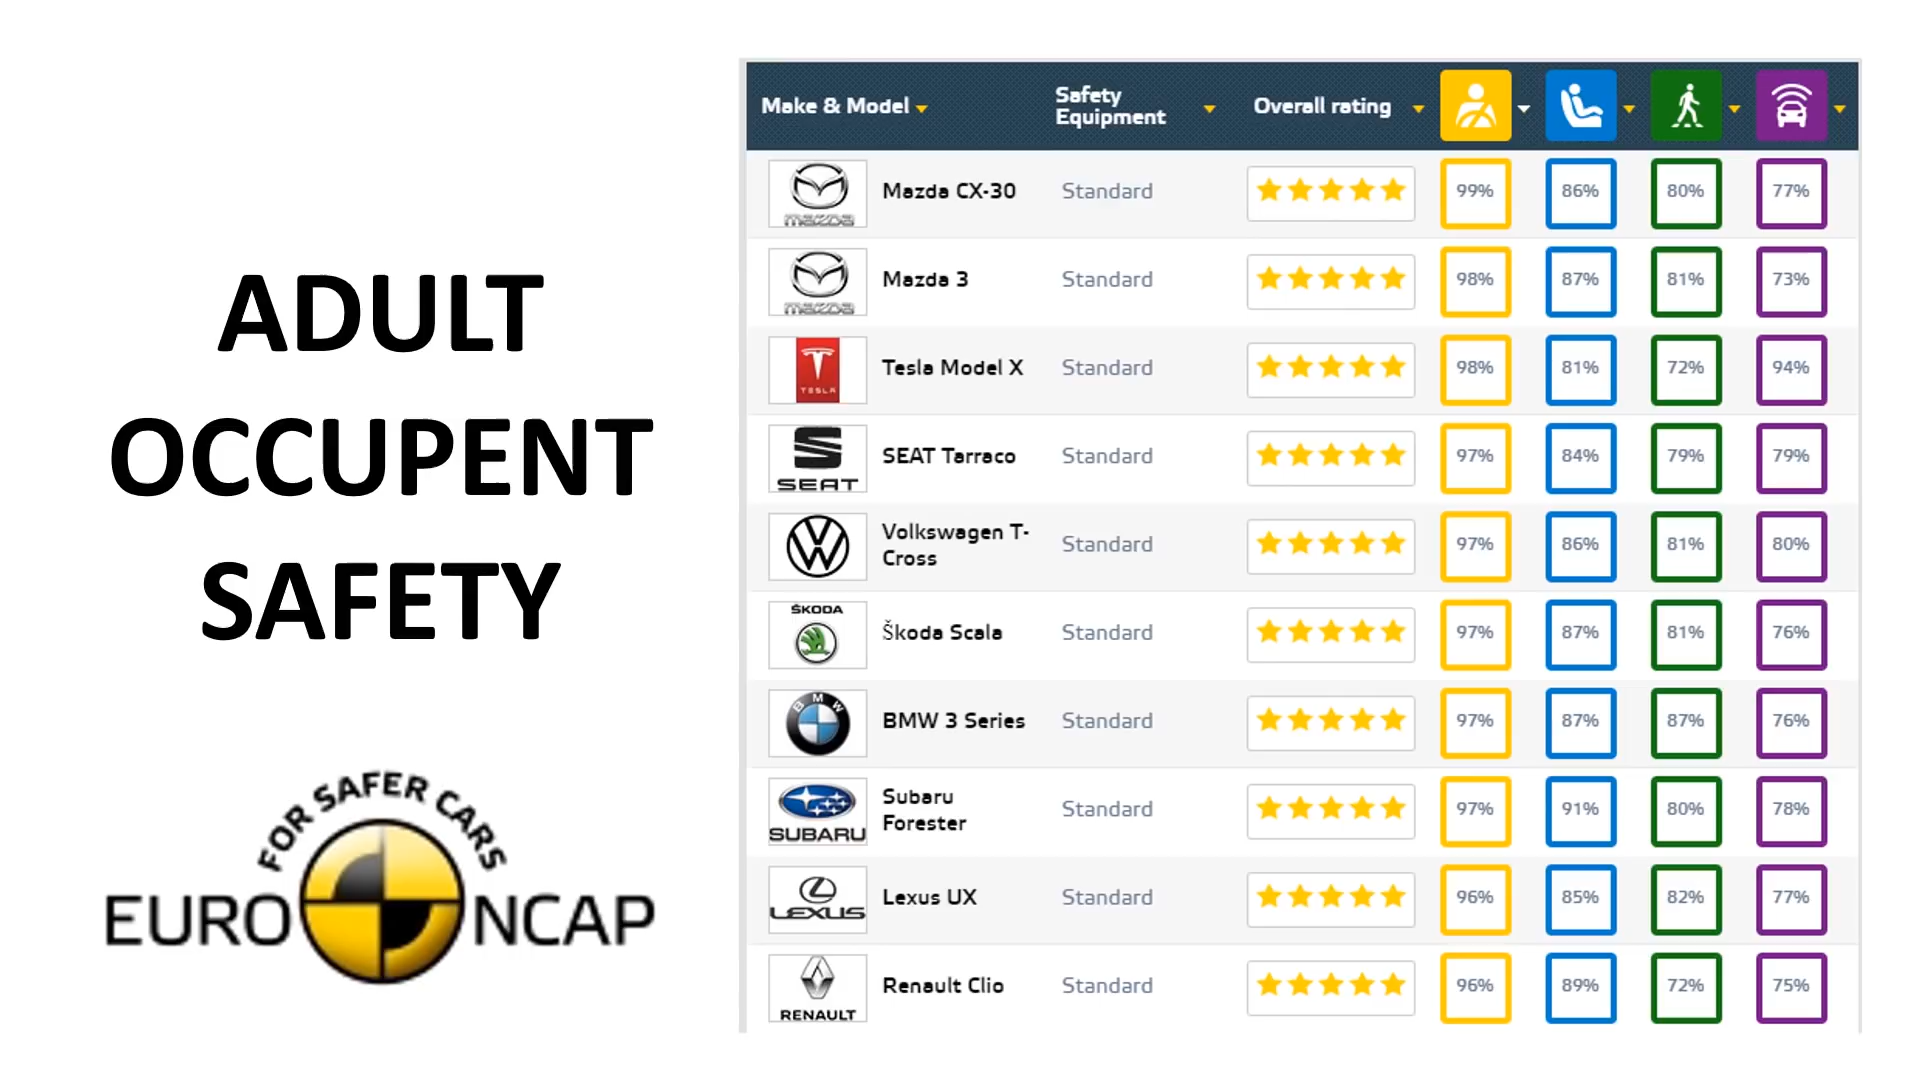 ADULT
OCCUPENT
SAFETY
FOR SAFER CARS
EURO NCAP
Make & Model Safety Equipment Overall rating
MAZDA Mazda CX-30 Standard 99% 86% 80% 77%
MAZDA Mazda 3 Standard 98% 87% 81% 73%
TESLA Tesla Model X Standard 98% 81% 72% 94%
SEAT SEAT Tarraco Standard 97% 84% 79% 79%
Volkswagen T-
Cross Standard 97% 86% 81% 80%
ŠKODA Škoda Scala Standard 97% 87% 81% 76%
BMW BMW 3 Series Standard 97% 87% 87% 76%
SUBARU Subaru
Forester Standard 97% 91% 80% 78%
LEXUS Lexus UX Standard 96% 85% 82% 77%
RENAULT Renault Clio Standard 96% 89% 72% 75%